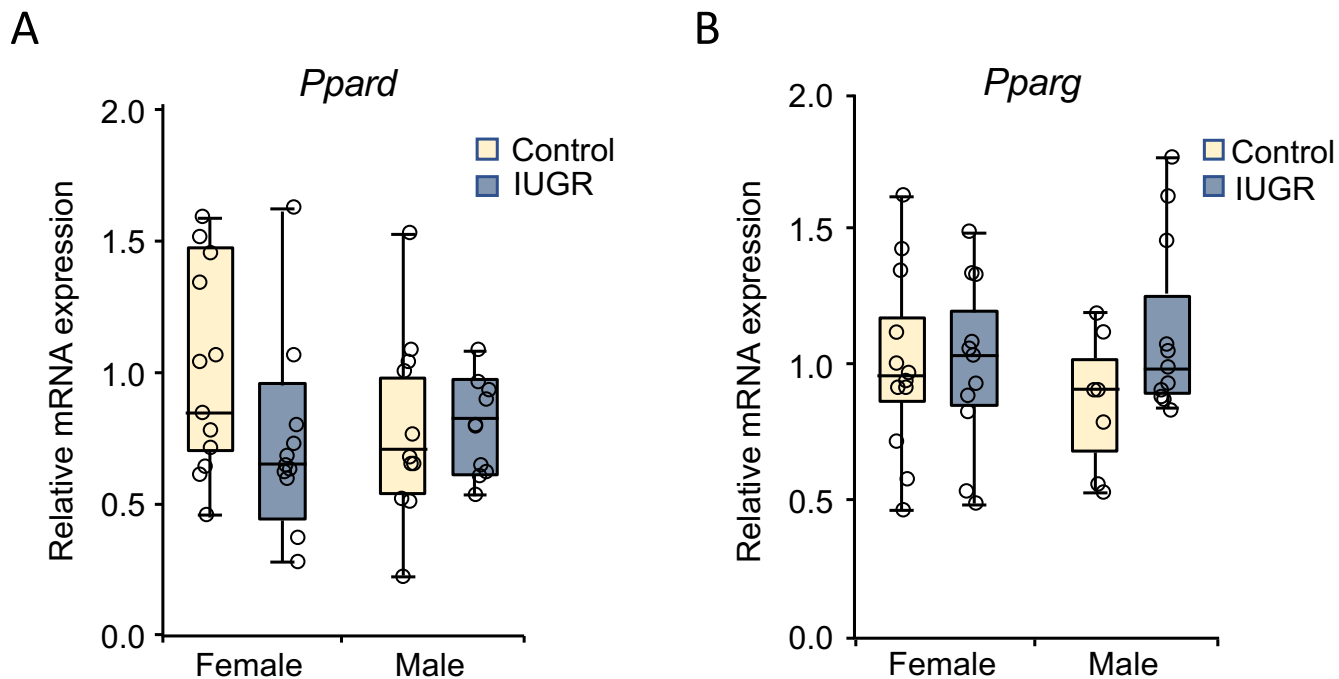 A
Ppard
Control
IUGR
Relative mRNA expression
2.0
1.5
1.0
0.5
0.0
Female
Male
B
Pparg
Control
IUGR
Relative mRNA expression
2.0
1.5
1.0
0.5
0.0
Female
Male